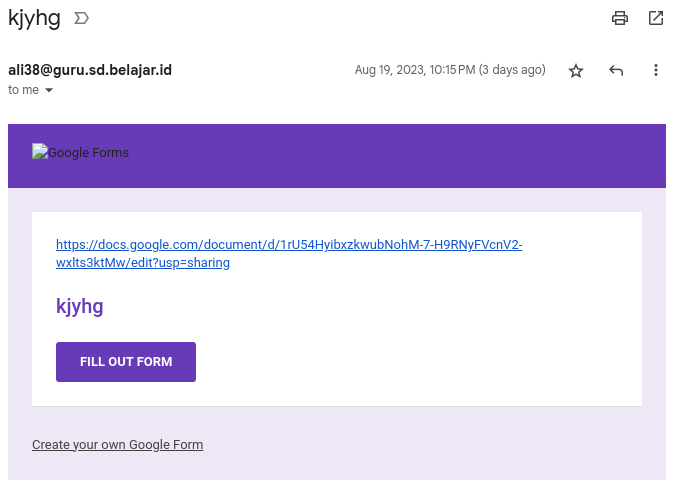 kjyhg
ali38@guru.sd.belajar.id
Aug 19, 2023, 10:15 PM (3 days ago)
to me
Google Forms
https://docs.google.com/document/d/1rU54HyibxzkwubNohM-7-H9RNyFVcnV2-
wxlts3ktMw/edit?usp=sharing
kjyhg
FILL OUT FORM
Create your own Google Form